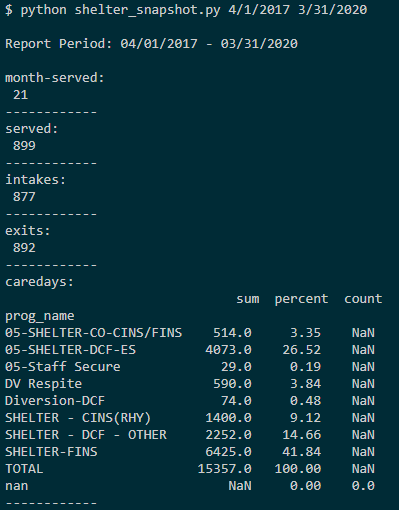 $ python shelter_snapshot.py 4/1/2017 3/31/2020
Report Period: 04/01/2017 - 03/31/2020
month-served:
21
------------
served:
899
------------
intakes:
877
------------
exits:
892
------------
caredays:
sum percent count
prog_name
05-SHELTER-CO-CINS/FINS 514.0 3.35 NaN
05-SHELTER-DCF-ES 4073.0 26.52 NaN
05-Staff Secure 29.0 0.19 NaN
DV Respite 590.0 3.84 NaN
Diversion-DCF 74.0 0.48 NaN
SHELTER - CINS(RHY) 1400.0 9.12 NaN
SHELTER - DCF - OTHER 2252.0 14.66 NaN
SHELTER-FINS 6425.0 41.84 NaN
TOTAL 15357.0 100.00 NaN
nan NaN 0.00 0.0
------------